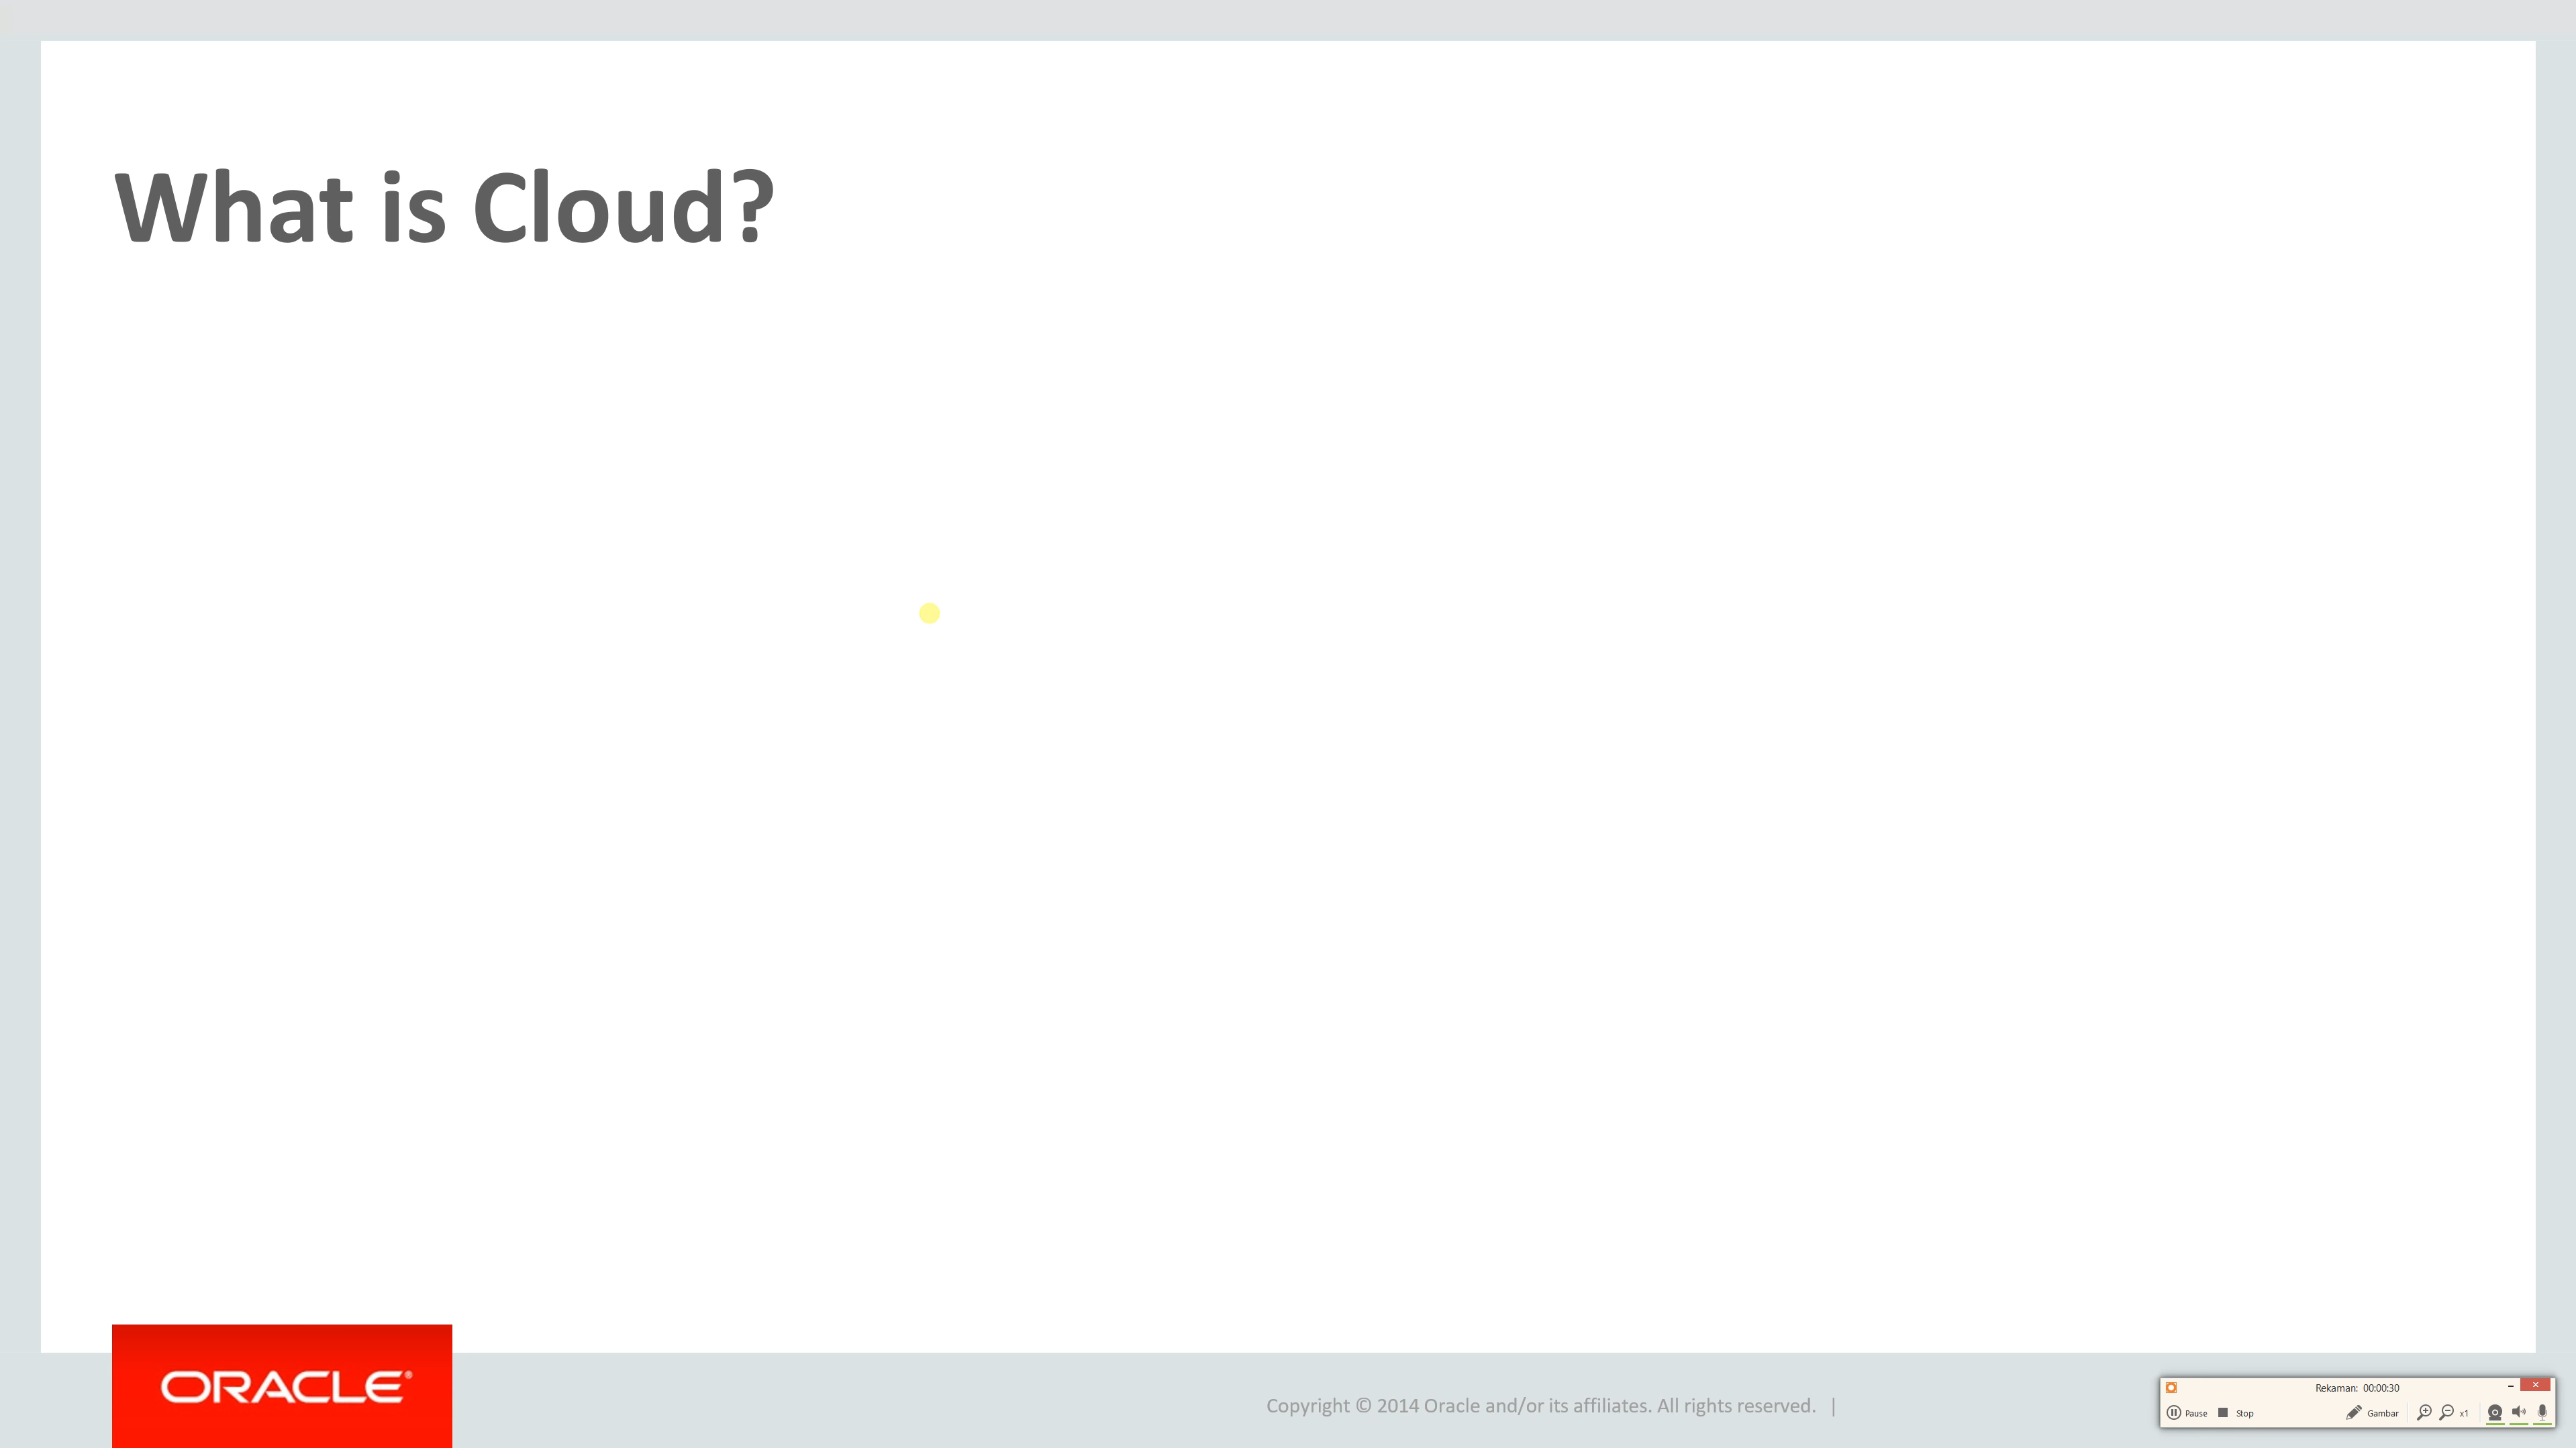 What is Cloud?
ORACLE®
Copyright © 2014 Oracle and/or its affiliates. All rights reserved. |
Rekaman: 00:00:30
Pause Stop Gambar x1